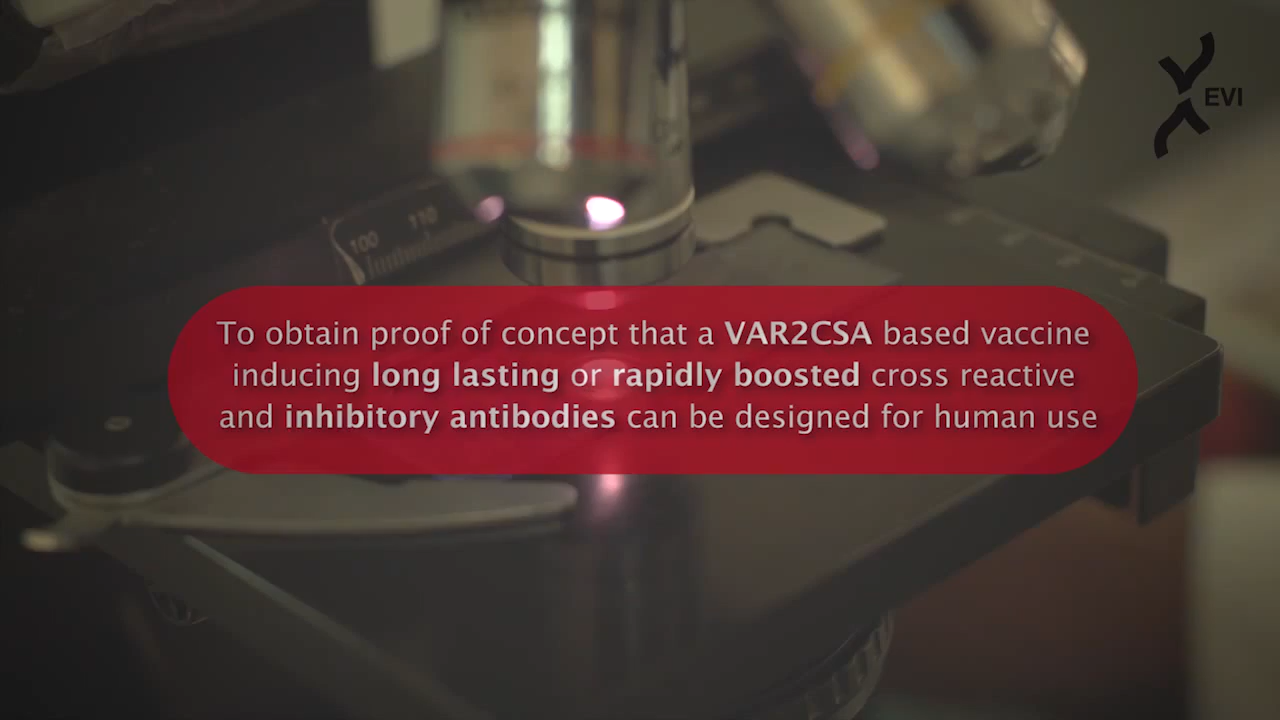 EVI
100 110
To obtain proof of concept that a VAR2CSA based vaccine
inducing long lasting or rapidly boosted cross reactive
and inhibitory antibodies can be designed for human use